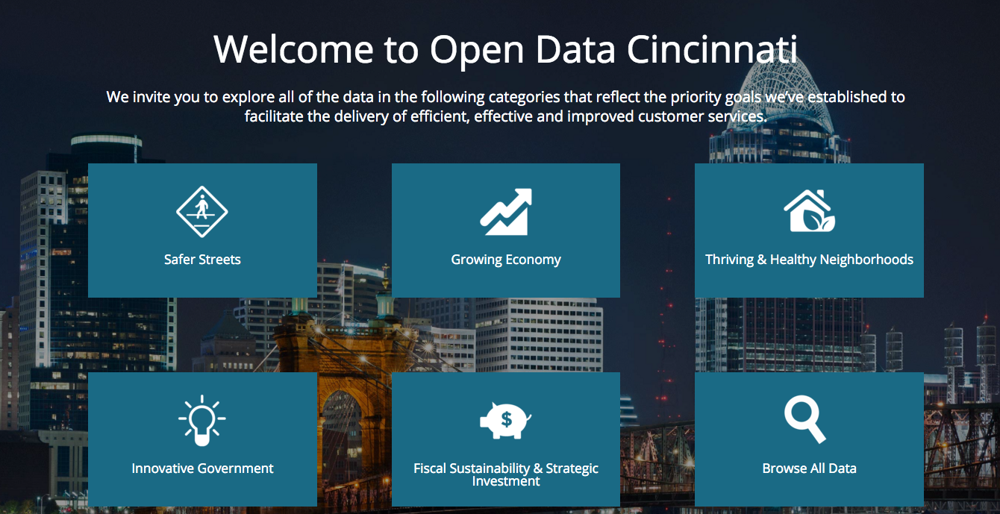 Welcome to Open Data Cincinnati
We invite you to explore all of the data in the following categories that reflect the priority goals we've established to
facilitate the delivery of efficient, effective and improved customer services.
Safer Streets
Growing Economy
Thriving & Healthy Neighborhoods
Innovative Government
$
Fiscal Sustainability & Strategic
Investment
Browse All Data